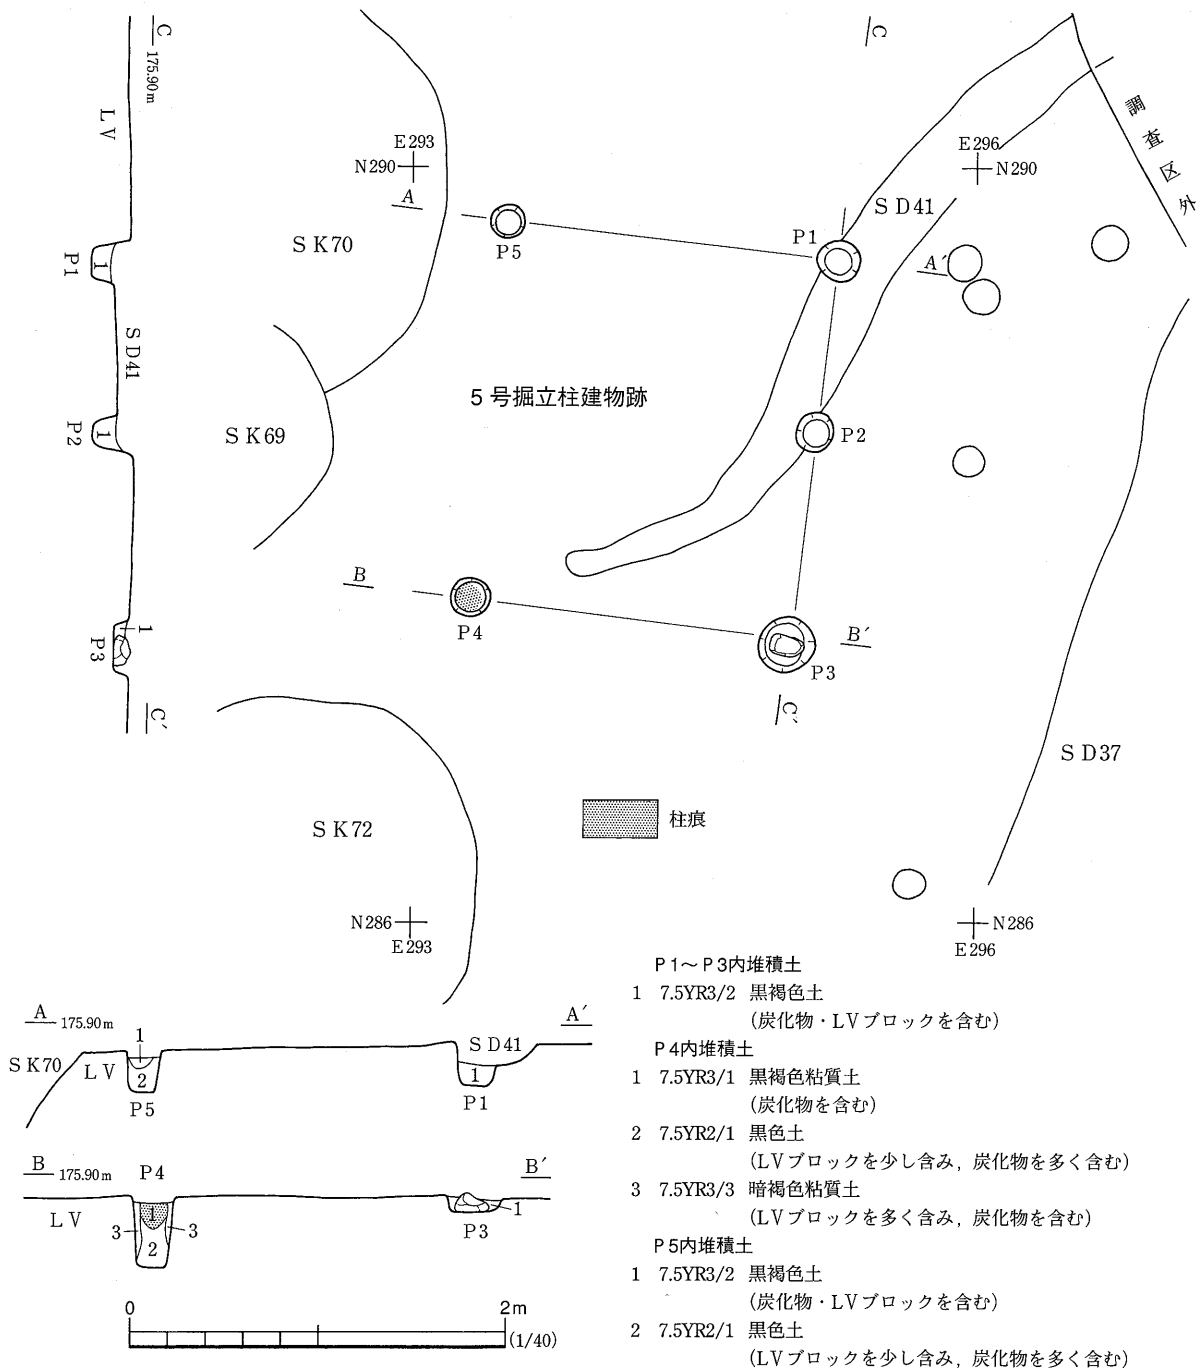 C
175.90m
LV
P1
1
SD41
P2
1
P3
1
C′
C
調査区外
E293
N290
E296
N290
A
SK70
P5
P1
SD41
A′
5号掘立柱建物跡
SK69
P2
B
P4
B′
P3
C′
SD37
SK72
柱痕
N286
E293
N286
E296
A 175.90m
A′
SK70
LV
1
2
P5
SD41
1
P1
B 175.90m
B′
P4
LV
3
1
3
2
1
P3
0 2m
(1/40)
P1～P3内堆積土
1 7.5YR3/2 黒褐色土
(炭化物・LVブロックを含む)
P4内堆積土
1 7.5YR3/1 黒褐色粘質土
(炭化物を含む)
2 7.5YR2/1 黒色土
(LVブロックを少し含み，炭化物を多く含む)
3 7.5YR3/3 暗褐色粘質土
(LVブロックを多く含み，炭化物を含む)
P5内堆積土
1 7.5YR3/2 黒褐色土
(炭化物・LVブロックを含む)
2 7.5YR2/1 黒色土
(LVブロックを少し含み，炭化物を多く含む)